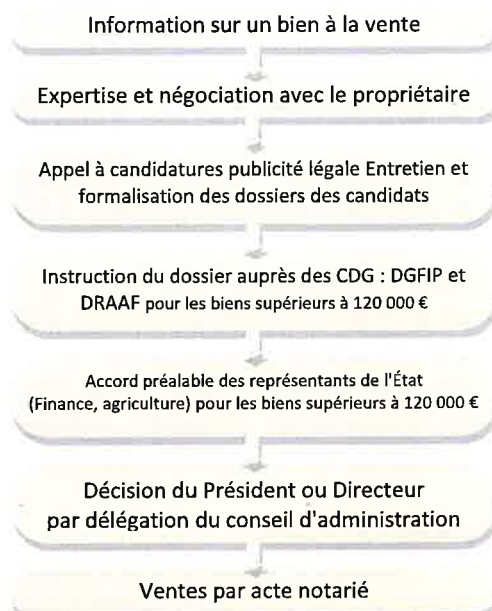 Information sur un bien à la vente
Expertise et négociation avec le propriétaire
Appel à candidatures publicité légale Entretien et
formalisation des dossiers des candidats
Instruction du dossier auprès des CDG : DGFIP et
DRAAF pour les biens supérieurs à 120 000 €
Accord préalable des représentants de l'État
(Finance, agriculture) pour les biens supérieurs à 120 000 €
Décision du Président ou Directeur
par délégation du conseil d'administration
Ventes par acte notarié